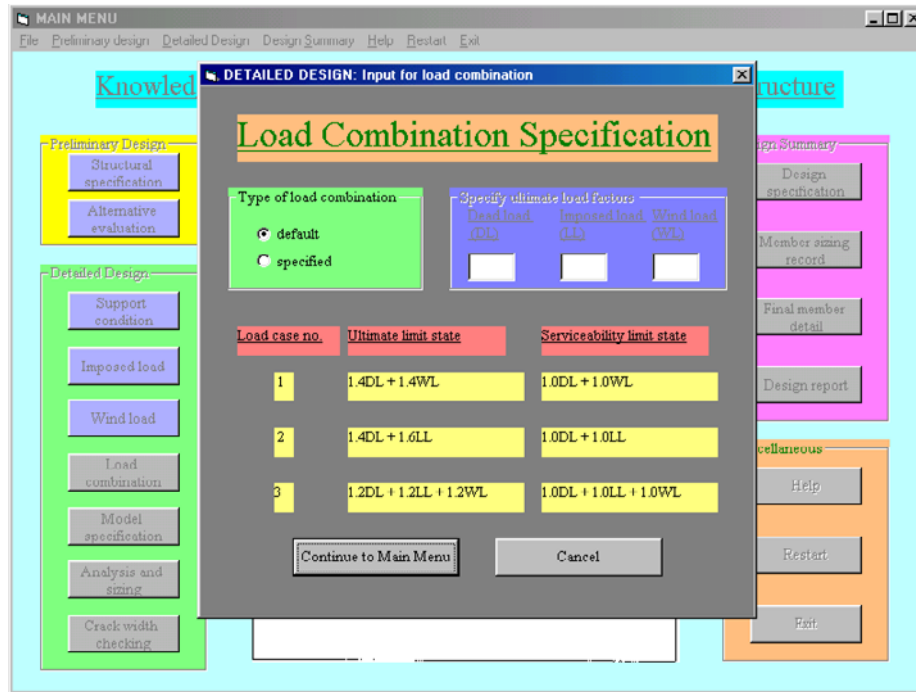 MAIN MENU
File Preliminary design Detailed Design Design Summary Help Restart Exit
Knowled
ructure
DETAILED DESIGN: Input for load combination
Load Combination Specification
Preliminary Design
Structural
specification
Alternative
evaluation
Detailed Design
Support
condition
Imposed load
Wind load
Load
combination
Model
specification
Analysis and
sizing
Crack width
checking
Type of load combination
default
specified
Specify ultimate load factors
Dead load Imposed load Wind load
(DL) (LL) (WL)
Load case no. Ultimate limit state Serviceability limit state
1 1.4DL + 1.4WL 1.0DL + 1.0WL
2 1.4DL + 1.6LL 1.0DL + 1.0LL
3 1.2DL + 1.2LL + 1.2WL 1.0DL + 1.0LL + 1.0WL
Continue to Main Menu Cancel
ign Summary
Design
specification
Member sizing
record
Final member
detail
Design report
cellaneous
Help
Restart
Exit